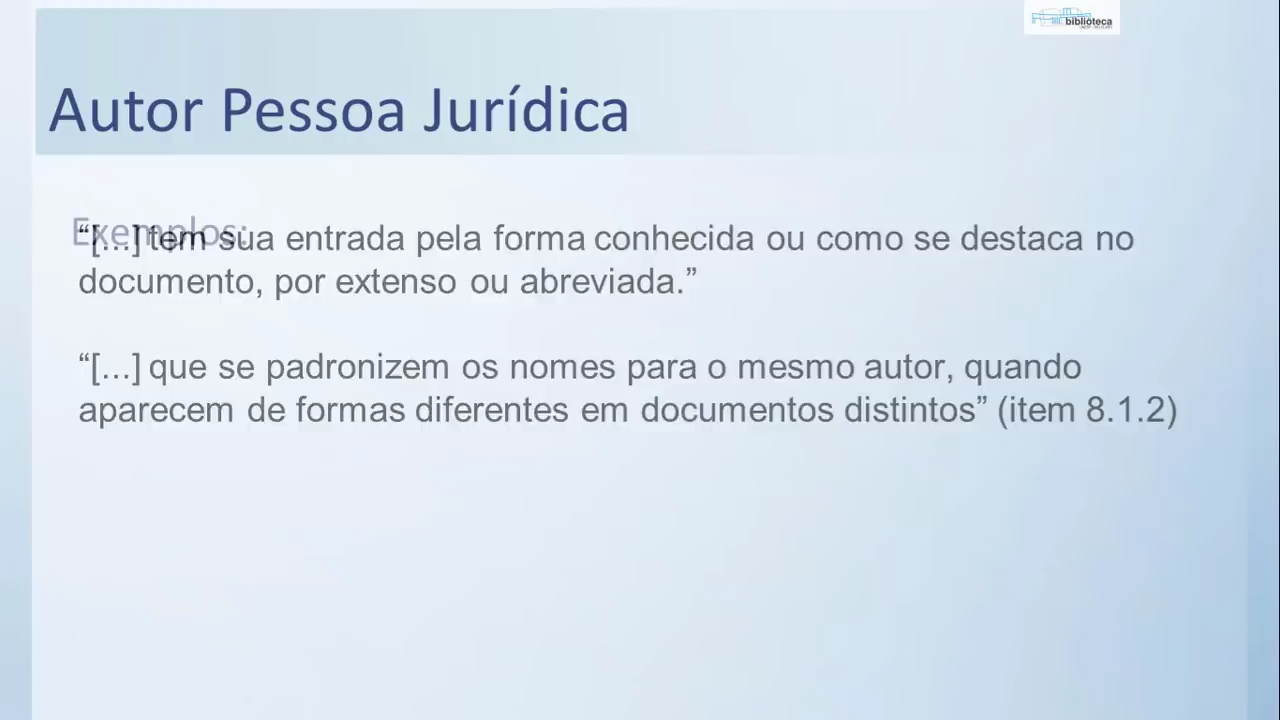 biblioteca
Autor Pessoa Jurídica
Exemplos:
“[...] tem sua entrada pela forma conhecida ou como se destaca no
documento, por extenso ou abreviada.”
“[...] que se padronizem os nomes para o mesmo autor, quando
aparecem de formas diferentes em documentos distintos” (item 8.1.2)